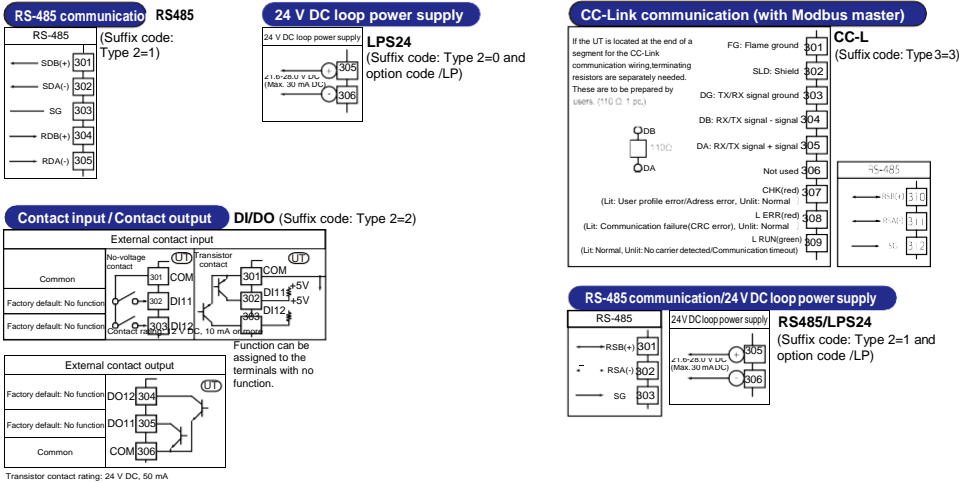 RS-485 communicatio RS485
RS-485
(Suffix code:
Type 2=1)
SDB(+) 301
SDA(-) 302
SG 303
RDB(+) 304
RDA(-) 305
24 V DC loop power supply
24 V DC loop power supply
LPS24
(Suffix code: Type 2=0 and
option code /LP)
305
21.6-28.0 V DC
(Max. 30 mA DC)
306
CC-Link communication (with Modbus master)
CC-L
(Suffix code: Type 3=3)
If the UT is located at the end of a
segment for the CC-Link
communication wiring,terminating
resistors are separately needed.
These are to be prepared by
users. (110 Ω, 1 pc.)
DB
110Ω
DA
FG: Flame ground 301
SLD: Shield 302
DG: TX/RX signal ground 303
DB: RX/TX signal - signal 304
DA: RX/TX signal + signal 305
Not used 306
CHK(red) 307
(Lit: User profile error/Adress error, Unlit: Normal )
L ERR(red) 308
(Lit: Communication failure(CRC error), Unlit: Normal )
L RUN(green) 309
(Lit: Normal, Unlit: No carrier detected/Communication timeout)
RS-485
RSB(+) 310
RSA(-) 311
SG 312
Contact input / Contact output DI/DO (Suffix code: Type 2=2)
External contact input
No-voltage
contact
UT
Transistor
contact
UT
Common
301 COM
301 COM
Factory default: No function
302 DI11
302 DI11
+5V
+5V
Factory default: No function
303 DI12
303 DI12
Contact rating: 12 V DC, 10 mA or more
Function can be
assigned to the
terminals with no
function.
External contact output
UT
Factory default: No function DO12 304
Factory default: No function DO11 305
Common COM 306
Transistor contact rating: 24 V DC, 50 mA
RS-485 communication/24 V DC loop power supply
RS-485
RSB(+) 301
RSA(-) 302
SG 303
24V DC loop power supply
305
21.6-28.0 V DC
(Max. 30 mADC)
306
RS485/LPS24
(Suffix code: Type 2=1 and
option code /LP)